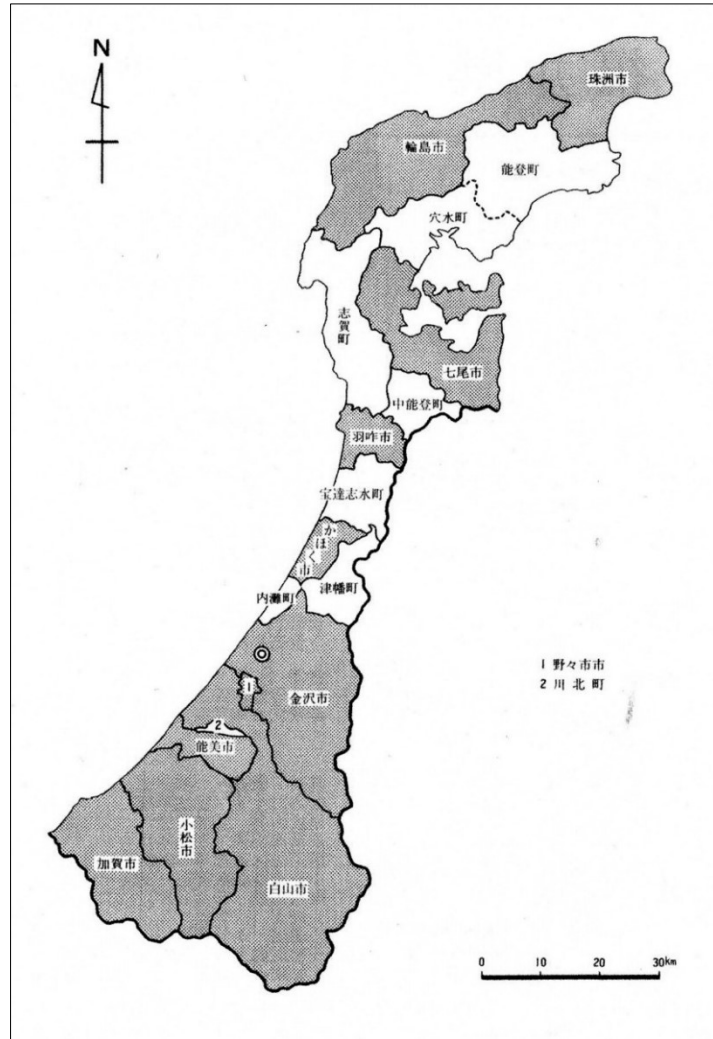 N
珠洲市
輪島市
能登町
穴水町
志賀町
七尾市
中能登町
羽咋市
宝達志水町
かほく市
津幡町
内灘町
金沢市
1
2
能美市
小松市
加賀市
白山市
1 野々市市
2 川北町
0 10 20 30km